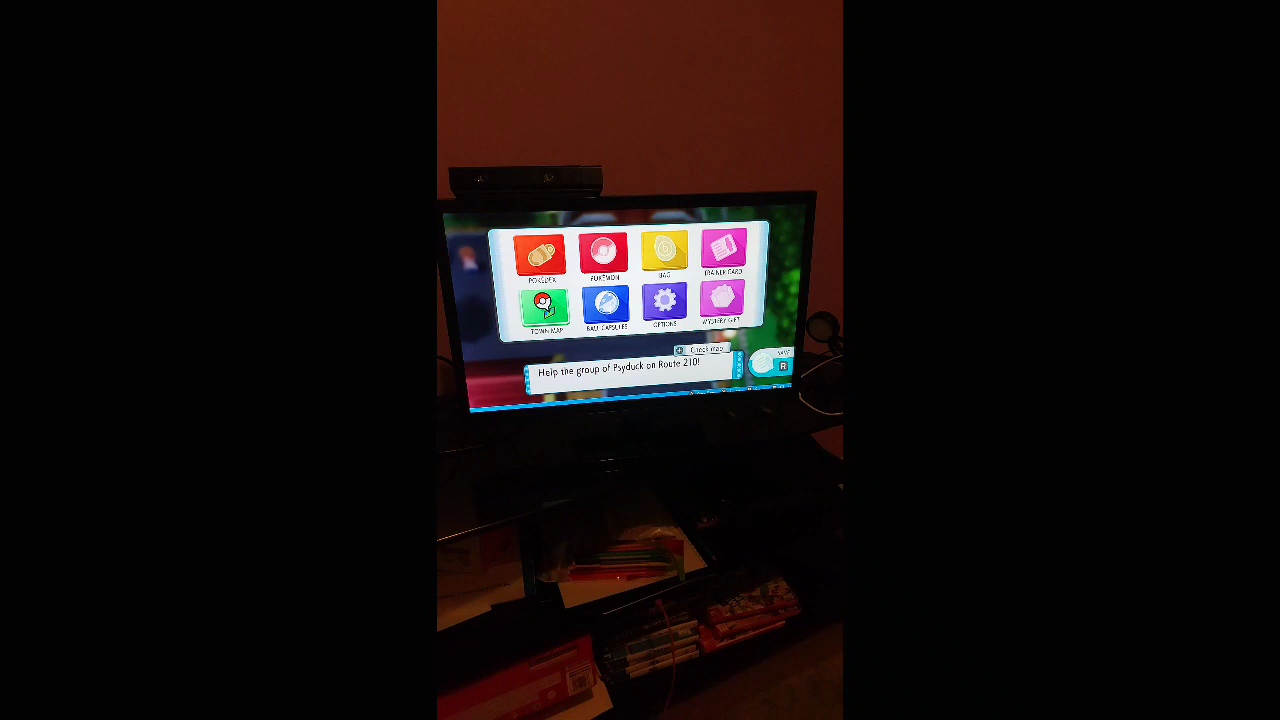 POKÉDEX
POKÉMON
BAG
TRAINER CARD
TOWN MAP
BALL CAPSULES
OPTIONS
MYSTERY GIFT
Check map
SAVE
R
Help the group of Psyduck on Route 210!